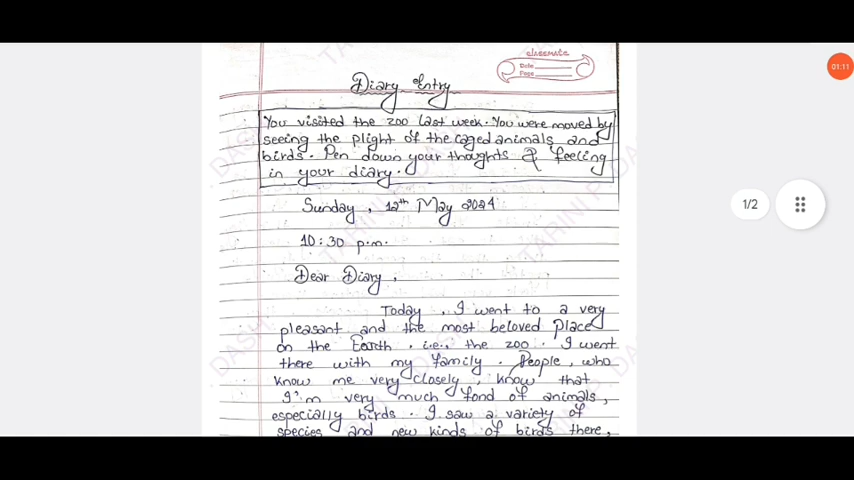 classmate
Date
Page
01:11
Diary Entry
You visited the zoo last week. You were moved by
seeing the plight of the caged animals and
birds. Pen down your thoughts & feeling
in your diary.
1/2
Sunday, 12th May 2024
10:30 p.m.
Dear Diary,
Today, I went to a very
pleasant and the most beloved place
on the Earth, i.e., the zoo. I went
there with my family. People, who
know me very closely, know that
I'm very much fond of animals,
especially birds. I saw a variety of
species and new kinds of birds there,